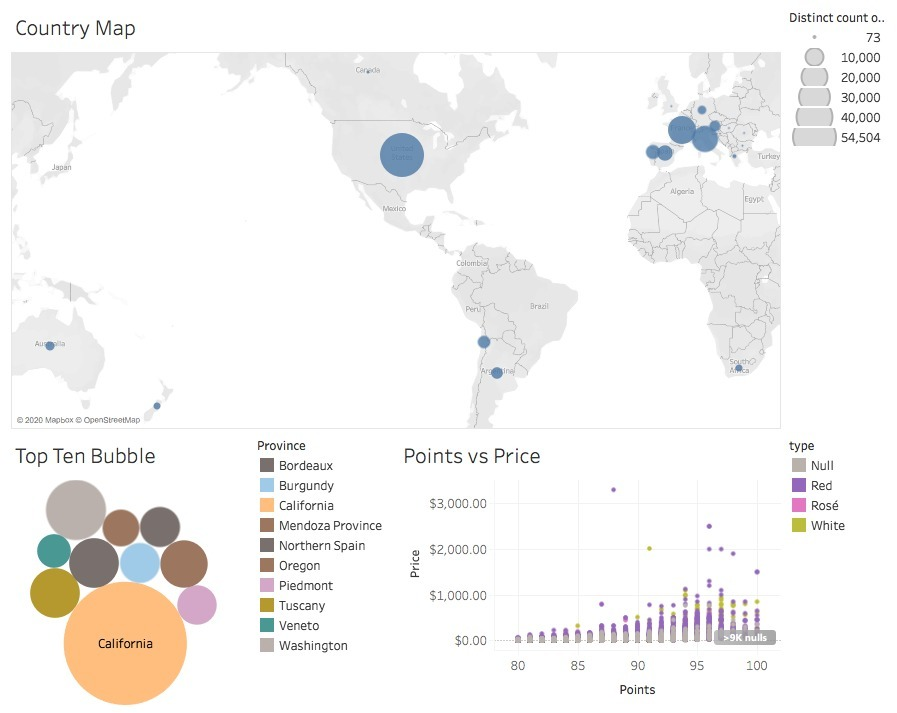 Country Map
Distinct count o..
73
10,000
20,000
30,000
40,000
54,504
Canada
United
States
Mexico
Colombia
Peru
Brazil
Argentina
Japan
Australia
Turkey
Algeria
Egypt
South
Africa
© 2020 Mapbox © OpenStreetMap
Top Ten Bubble
California
Province
Bordeaux
Burgundy
California
Mendoza Province
Northern Spain
Oregon
Piedmont
Tuscany
Veneto
Washington
Points vs Price
Price
$3,000.00
$2,000.00
$1,000.00
$0.00
>9K nulls
80
85
90
95
100
Points
type
Null
Red
Rosé
White